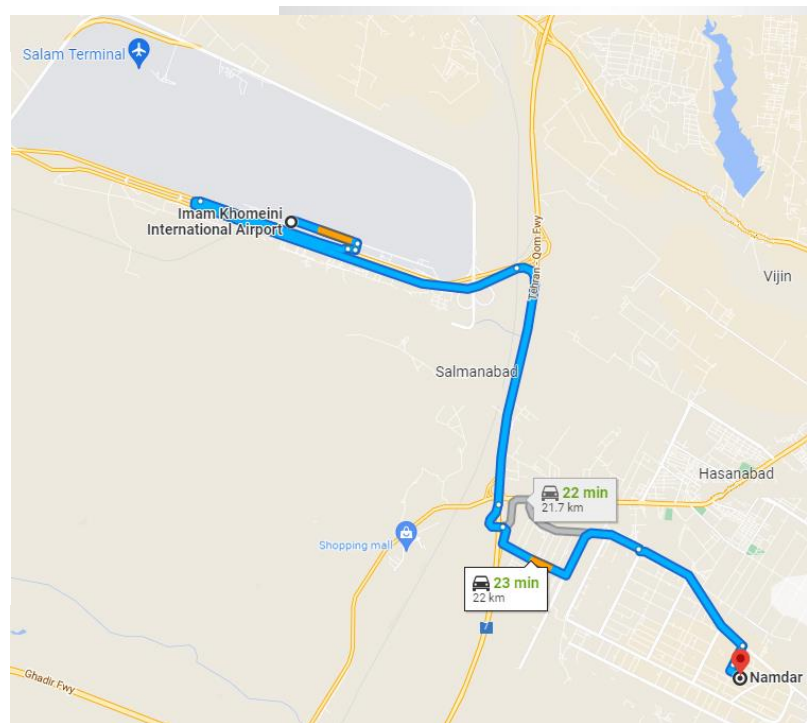 Salam Terminal
Imam Khomeini
International Airport
Tehran - Qom Fwy
Vijin
Salmanabad
Hasanabad
22 min
21.7 km
Shopping mall
23 min
22 km
7
Namdar
Ghadir Fwy